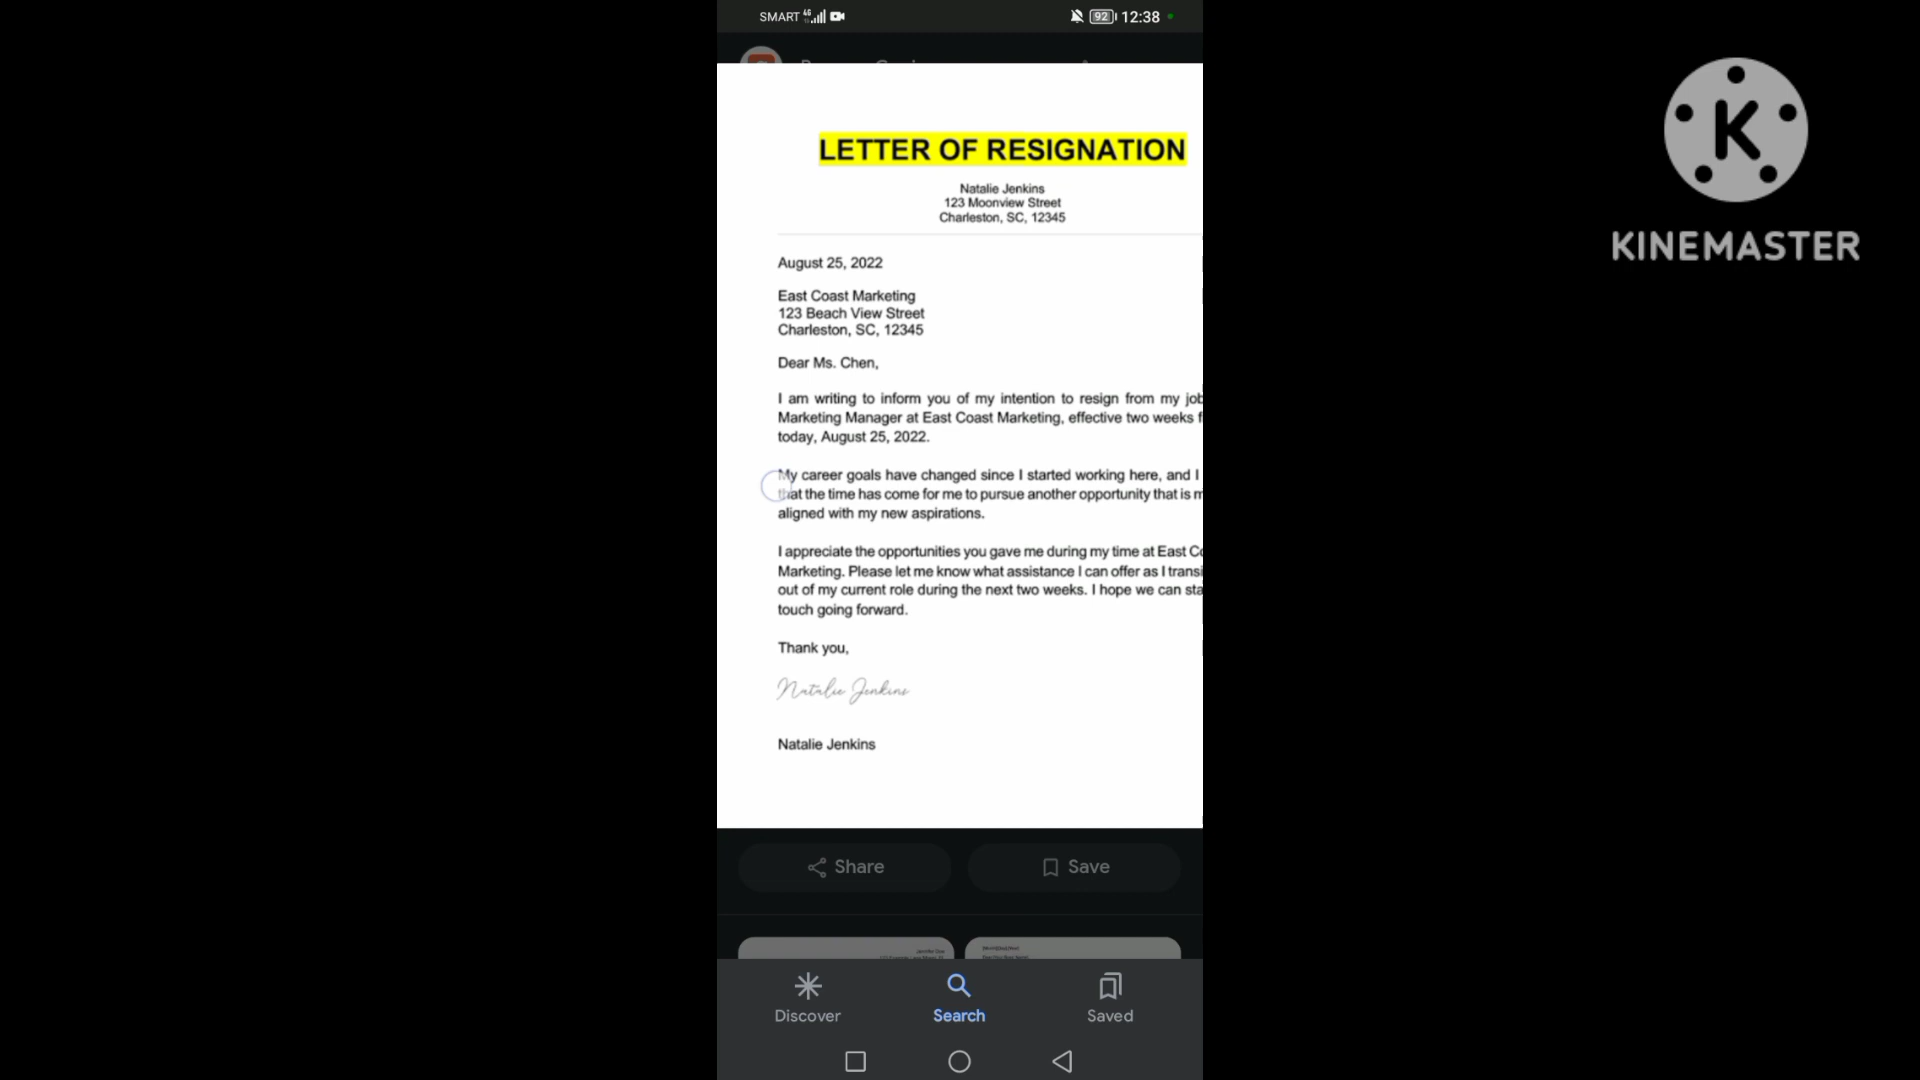 SMART 4G 92 12:38
LETTER OF RESIGNATION
Natalie Jenkins
123 Moonview Street
Charleston, SC, 12345
August 25, 2022
East Coast Marketing
123 Beach View Street
Charleston, SC, 12345
Dear Ms. Chen,
I am writing to inform you of my intention to resign from my job
Marketing Manager at East Coast Marketing, effective two weeks f
today, August 25, 2022.
My career goals have changed since I started working here, and I
that the time has come for me to pursue another opportunity that is m
aligned with my new aspirations.
I appreciate the opportunities you gave me during my time at East Co
Marketing. Please let me know what assistance I can offer as I transi
out of my current role during the next two weeks. I hope we can sta
touch going forward.
Thank you,
Natalie Jenkins
Natalie Jenkins
Share
Save
Discover
Search
Saved
K
KINEMASTER